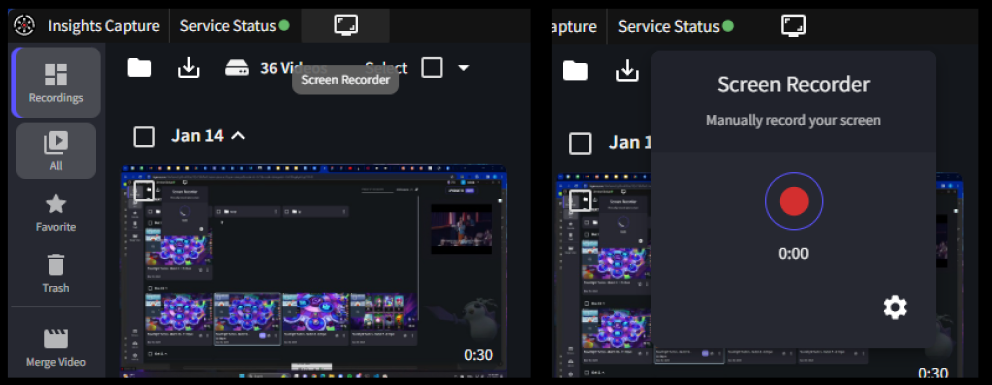 Insights Capture
Service Status
36 Videos
Select
Screen Recorder
Recordings
All
Favorite
Trash
Merge Video
Jan 14
0:30
apture
Service Status
Screen Recorder
Manually record your screen
0:00
Jan 1
0:30